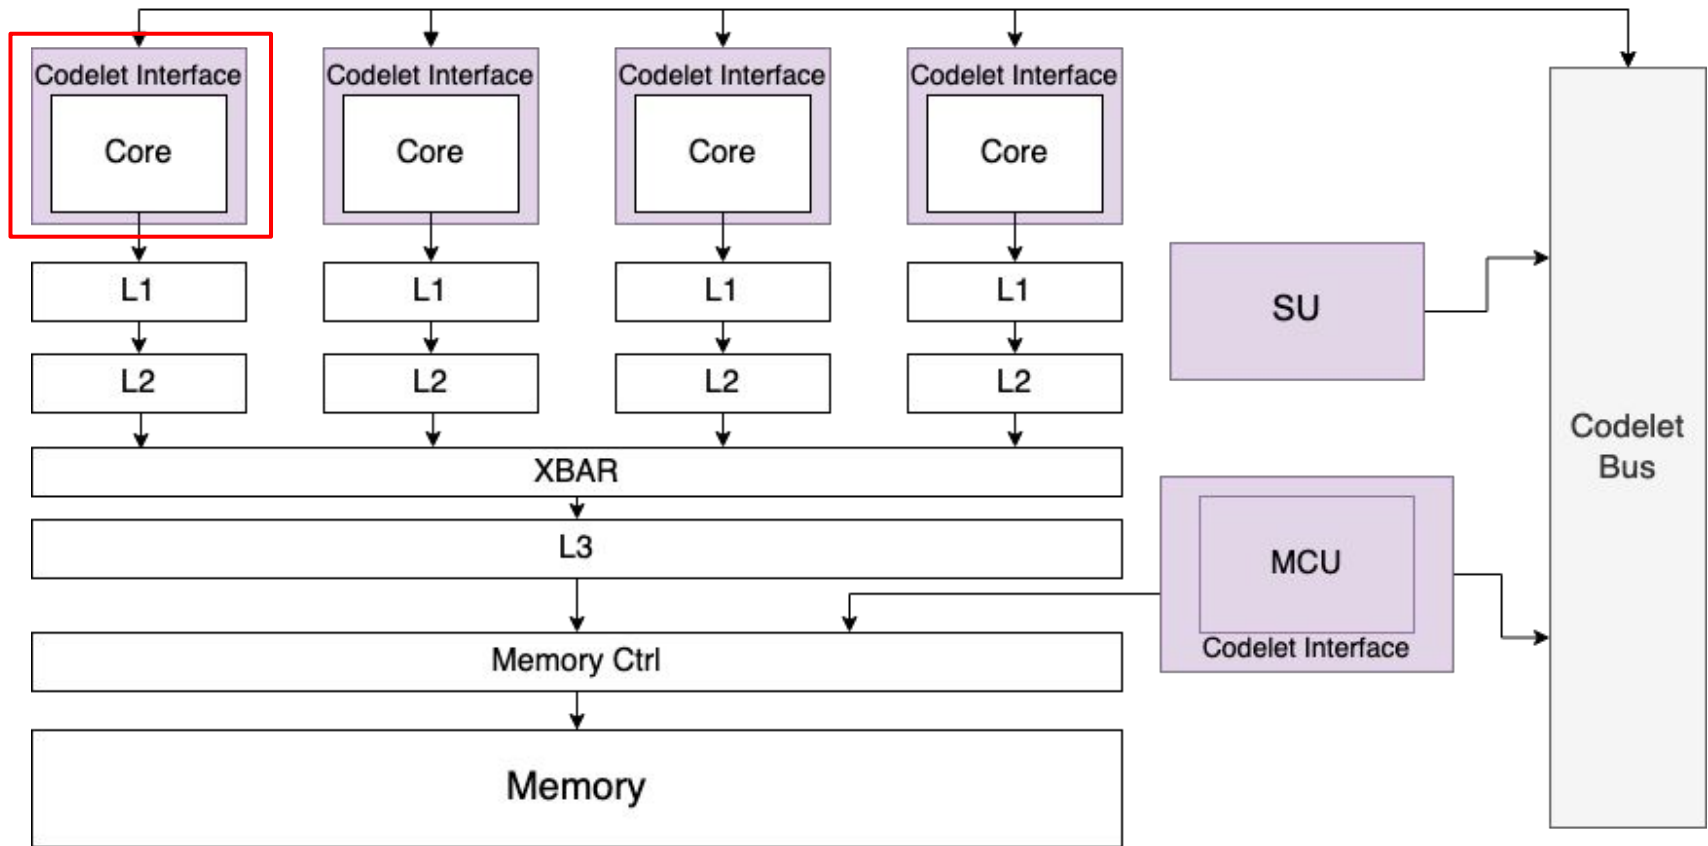 Codelet Interface
Codelet Interface
Codelet Interface
Codelet Interface
Core
Core
Core
Core
L1
L1
L1
L1
SU
L2
L2
L2
L2
Codelet
Bus
XBAR
L3
MCU
Codelet Interface
Memory Ctrl
Memory